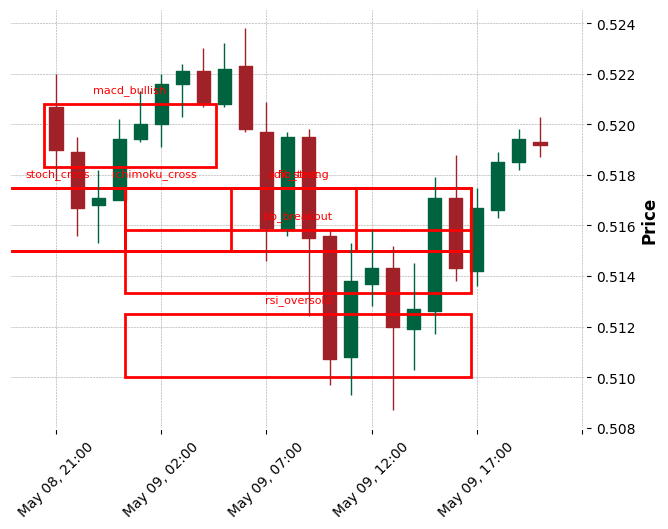 0.524
0.522
macd_bullish
0.520
stoch_cross
ichimoku_cross
0.518
0.516
Price
0.514
rsi_oversold
0.512
0.510
0.508
May 08, 21:00
May 09, 02:00
May 09, 07:00
May 09, 12:00
May 09, 17:00